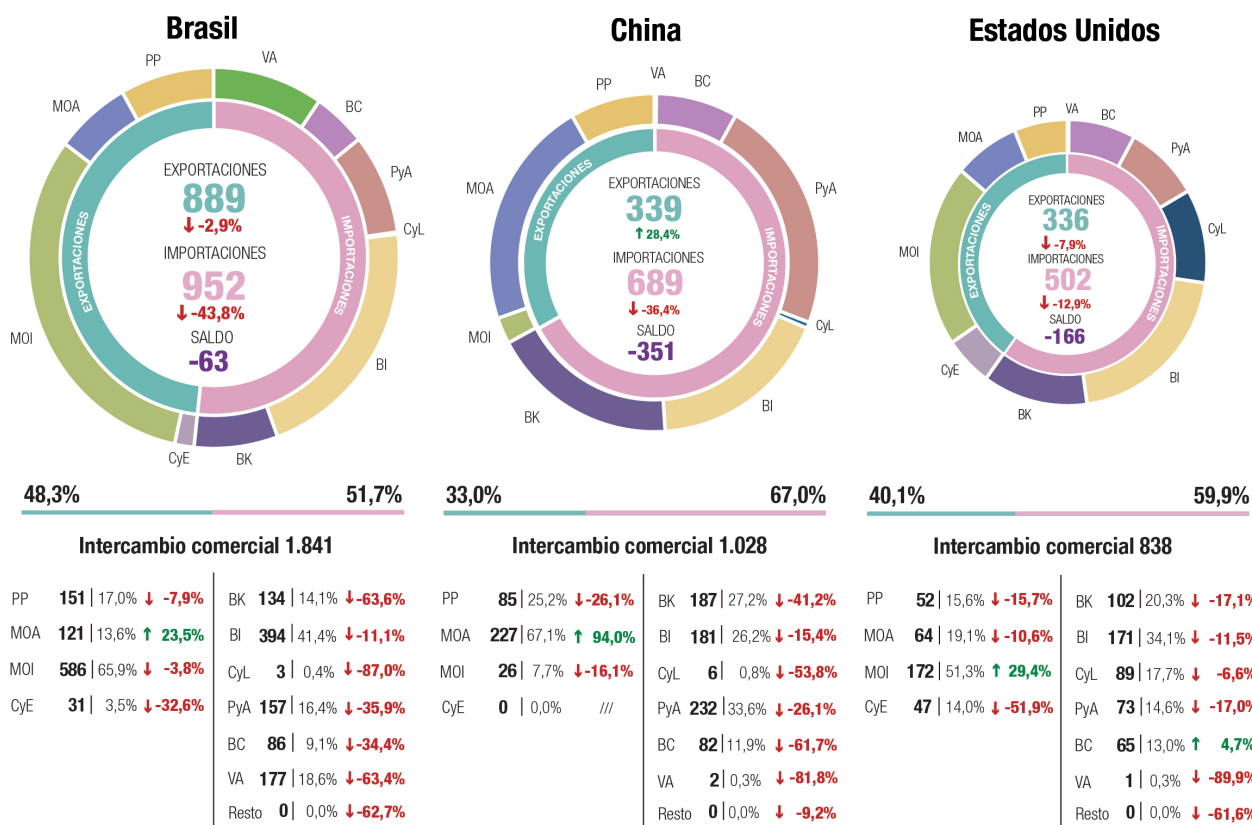 Brasil
PP
VA
MOA
BC
PyA
CyL
MOI
BI
CyE
BK
EXPORTACIONES
IMPORTACIONES
EXPORTACIONES
889
↓ -2,9%
IMPORTACIONES
952
↓ -43,8%
SALDO
-63
48,3%
51,7%
Intercambio comercial 1.841
PP 151 | 17,0% ↓ -7,9%
MOA 121 | 13,6% ↑ 23,5%
MOI 586 | 65,9% ↓ -3,8%
CyE 31 | 3,5% ↓ -32,6%
BK 134 | 14,1% ↓ -63,6%
BI 394 | 41,4% ↓ -11,1%
CyL 3 | 0,4% ↓ -87,0%
PyA 157 | 16,4% ↓ -35,9%
BC 86 | 9,1% ↓ -34,4%
VA 177 | 18,6% ↓ -63,4%
Resto 0 | 0,0% ↓ -62,7%
China
PP
VA
BC
MOA
PyA
CyL
MOI
BK
BI
EXPORTACIONES
IMPORTACIONES
EXPORTACIONES
339
↑ 28,4%
IMPORTACIONES
689
↓ -36,4%
SALDO
-351
33,0%
67,0%
Intercambio comercial 1.028
PP 85 | 25,2% ↓ -26,1%
MOA 227 | 67,1% ↑ 94,0%
MOI 26 | 7,7% ↓ -16,1%
CyE 0 | 0,0% ///
BK 187 | 27,2% ↓ -41,2%
BI 181 | 26,2% ↓ -15,4%
CyL 6 | 0,8% ↓ -53,8%
PyA 232 | 33,6% ↓ -26,1%
BC 82 | 11,9% ↓ -61,7%
VA 2 | 0,3% ↓ -81,8%
Resto 0 | 0,0% ↓ -9,2%
Estados Unidos
PP
VA
BC
MOA
PyA
CyL
MOI
CyE
BK
BI
EXPORTACIONES
IMPORTACIONES
EXPORTACIONES
336
↓ -7,9%
IMPORTACIONES
502
↓ -12,9%
SALDO
-166
40,1%
59,9%
Intercambio comercial 838
PP 52 | 15,6% ↓ -15,7%
MOA 64 | 19,1% ↓ -10,6%
MOI 172 | 51,3% ↑ 29,4%
CyE 47 | 14,0% ↓ -51,9%
BK 102 | 20,3% ↓ -17,1%
BI 171 | 34,1% ↓ -11,5%
CyL 89 | 17,7% ↓ -6,6%
PyA 73 | 14,6% ↓ -17,0%
BC 65 | 13,0% ↑ 4,7%
VA 1 | 0,3% ↓ -89,9%
Resto 0 | 0,0% ↓ -61,6%